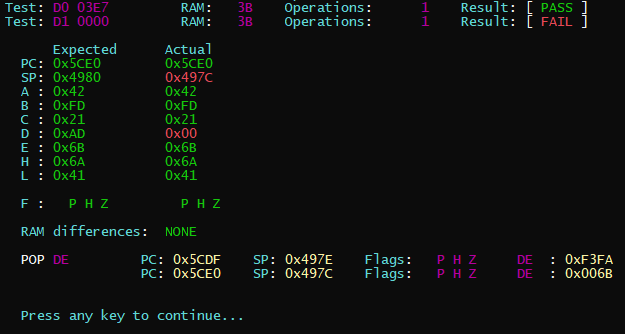 Test: D0 03E7 RAM: 3B Operations: 1 Result: [ PASS ]
Test: D1 0000 RAM: 3B Operations: 1 Result: [ FAIL ]
Expected Actual
PC: 0x5CE0 0x5CE0
SP: 0x4980 0x497C
A : 0x42 0x42
B : 0xFD 0xFD
C : 0x21 0x21
D : 0xAD 0x00
E : 0x6B 0x6B
H : 0x6A 0x6A
L : 0x41 0x41
F : P H Z P H Z
RAM differences: NONE
POP DE PC: 0x5CDF SP: 0x497E Flags: P H Z DE : 0xF3FA
PC: 0x5CE0 SP: 0x497C Flags: P H Z DE : 0x006B
Press any key to continue...